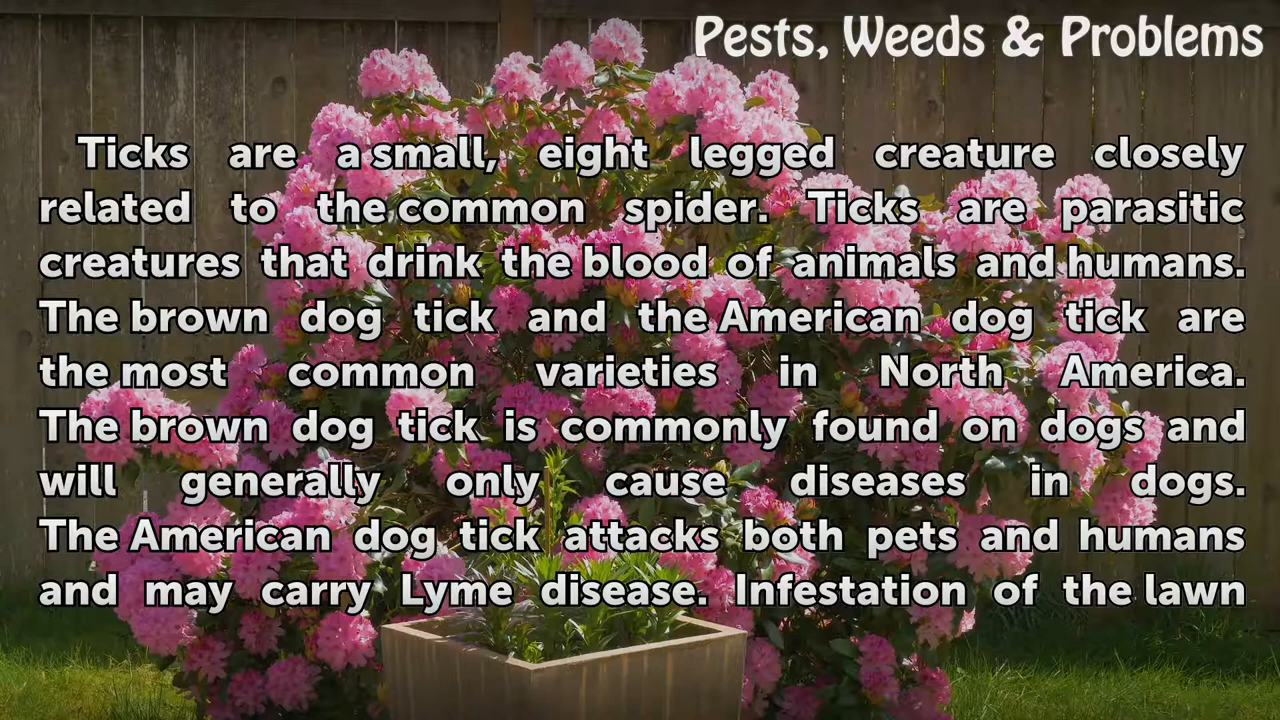 Pests, Weeds & Problems
Ticks are a small, eight legged creature closely
related to the common spider. Ticks are parasitic
creatures that drink the blood of animals and humans.
The brown dog tick and the American dog tick are
the most common varieties in North America.
The brown dog tick is commonly found on dogs and
will generally only cause diseases in dogs.
The American dog tick attacks both pets and humans
and may carry Lyme disease. Infestation of the lawn